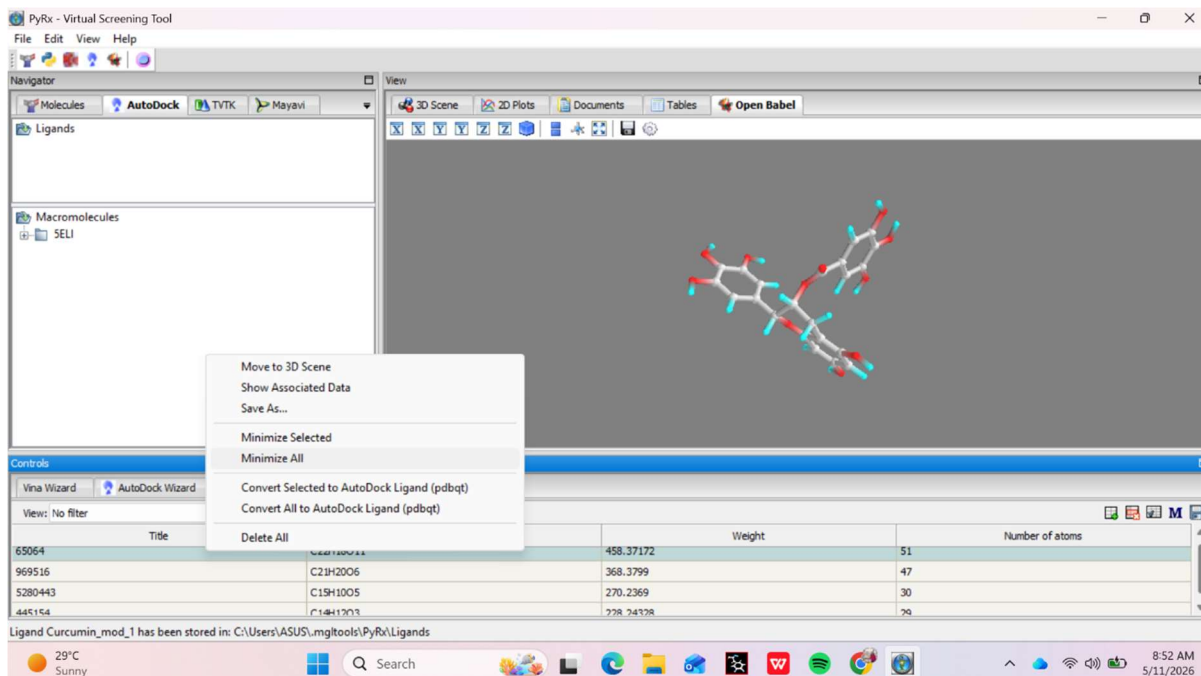 PyRx - Virtual Screening Tool
File Edit View Help
Navigator
View
Molecules AutoDock TVTK Mayavi
3D Scene 2D Plots Documents Tables Open Babel
Ligands
Macromolecules
5ELI
Move to 3D Scene
Show Associated Data
Save As...
Minimize Selected
Minimize All
Convert Selected to AutoDock Ligand (pdbqt)
Convert All to AutoDock Ligand (pdbqt)
Delete All
Controls
Vina Wizard AutoDock Wizard
View: No filter
Title Weight Number of atoms
65064 C22H18O11 458.37172 51
969516 C21H20O6 368.3799 47
5280443 C15H10O5 270.2369 30
445154 C14H12O3 228.24328 29
Ligand Curcumin_mod_1 has been stored in: C:\Users\ASUS\.mgltools\PyRx\Ligands
29°C
Sunny
Search
8:52 AM
5/11/2026